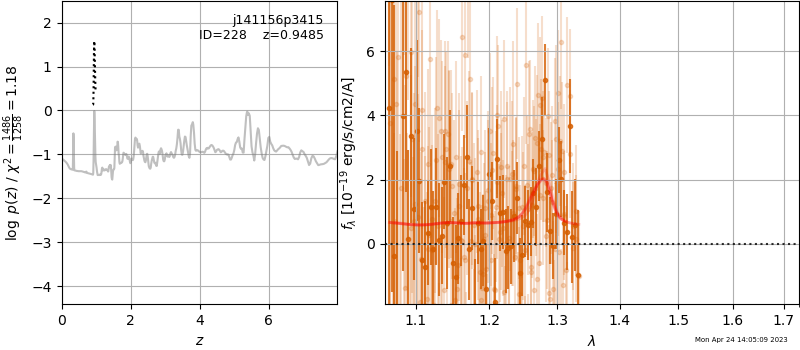 j141156p3415
ID=228 z=0.9485
log p(z) / χ² = 1486/1258 = 1.18
2
1
0
−1
−2
−3
−4
0 2 4 6
z
fλ [10⁻¹⁹ erg/s/cm2/A]
6
4
2
0
1.1 1.2 1.3 1.4 1.5 1.6 1.7
λ
Mon Apr 24 14:05:09 2023